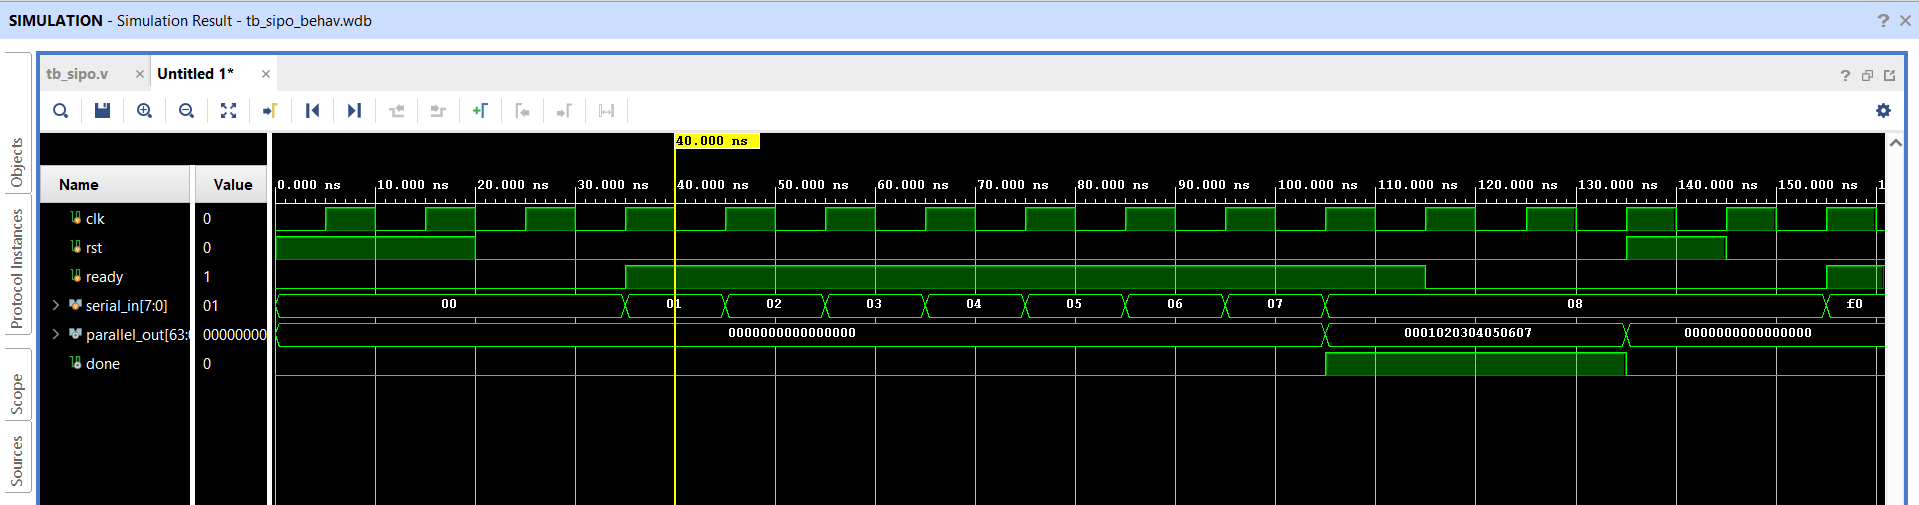 SIMULATION - Simulation Result - tb_sipo_behav.wdb
? ×
tb_sipo.v × Untitled 1* ×
?
Objects
Protocol Instances
Scope
Sources
40.000 ns
Name Value
0.000 ns 10.000 ns 20.000 ns 30.000 ns 40.000 ns 50.000 ns 60.000 ns 70.000 ns 80.000 ns 90.000 ns 100.000 ns 110.000 ns 120.000 ns 130.000 ns 140.000 ns 150.000 ns 1
clk 0
rst 0
ready 1
serial_in[7:0] 01 00 01 02 03 04 05 06 07 08 f0
parallel_out[63:0 00000000 0000000000000000 0001020304050607 0000000000000000
done 0